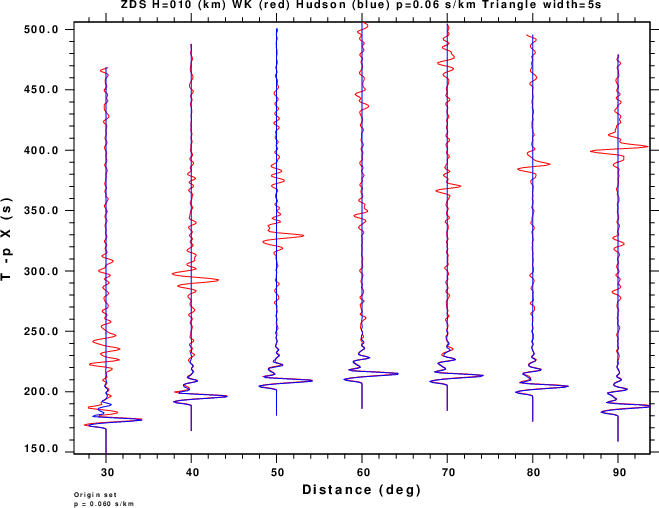 ZDS H=010 (km) WK (red) Hudson (blue) p=0.06 s/km Triangle width=5s
500.0
450.0
400.0
350.0
300.0
250.0
200.0
150.0
T -p X (s)
30 40 50 60 70 80 90
Distance (deg)
Origin set
p = 0.060 s/km